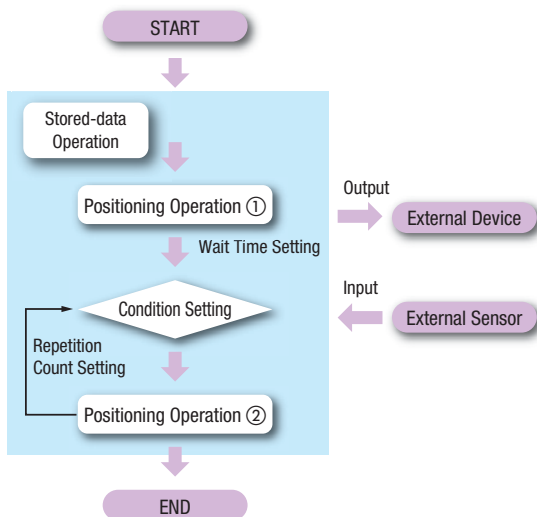 START
Stored-data
Operation
Positioning Operation ①
Output
External Device
Wait Time Setting
Condition Setting
Input
External Sensor
Repetition
Count Setting
Positioning Operation ②
END